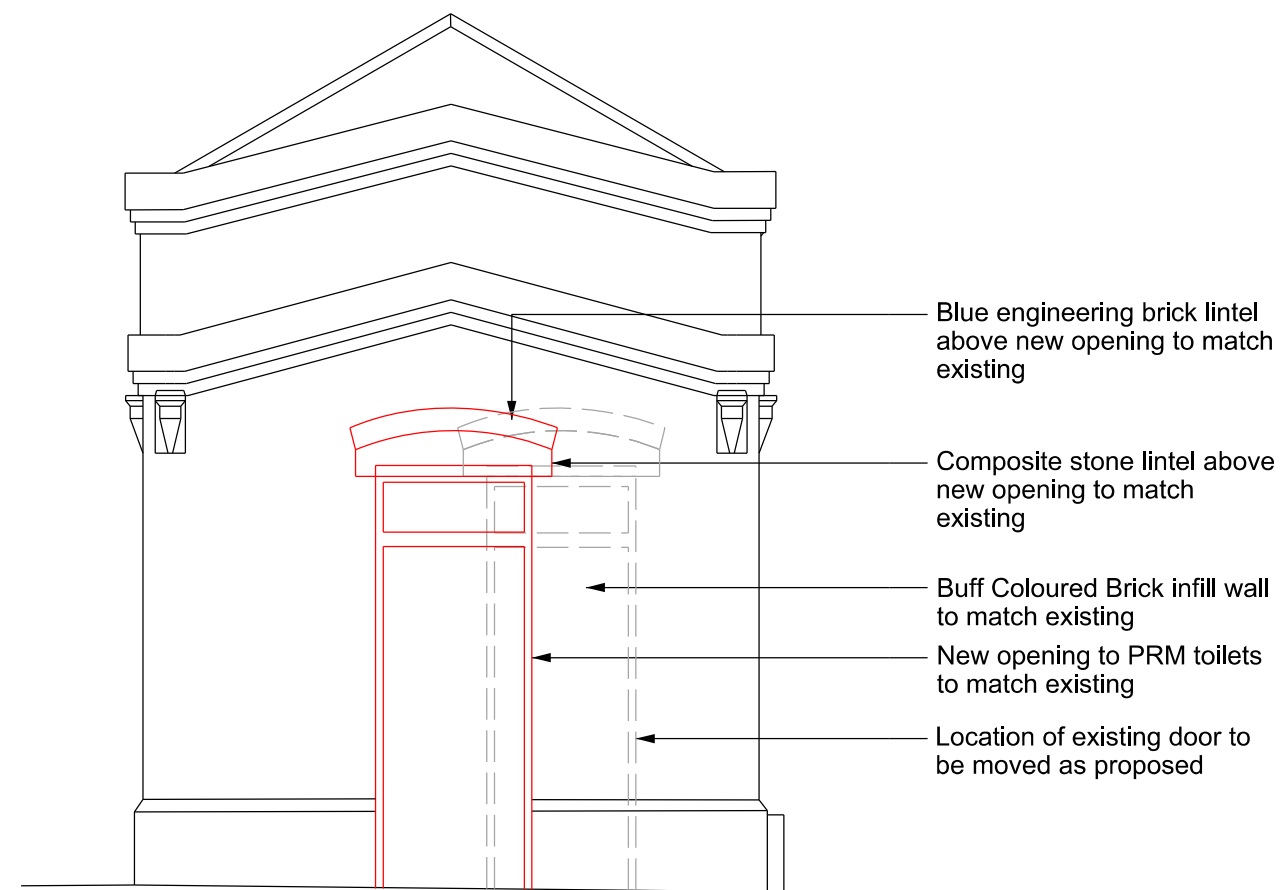 Blue engineering brick lintel
above new opening to match
existing
Composite stone lintel above
new opening to match
existing
Buff Coloured Brick infill wall
to match existing
New opening to PRM toilets
to match existing
Location of existing door to
be moved as proposed